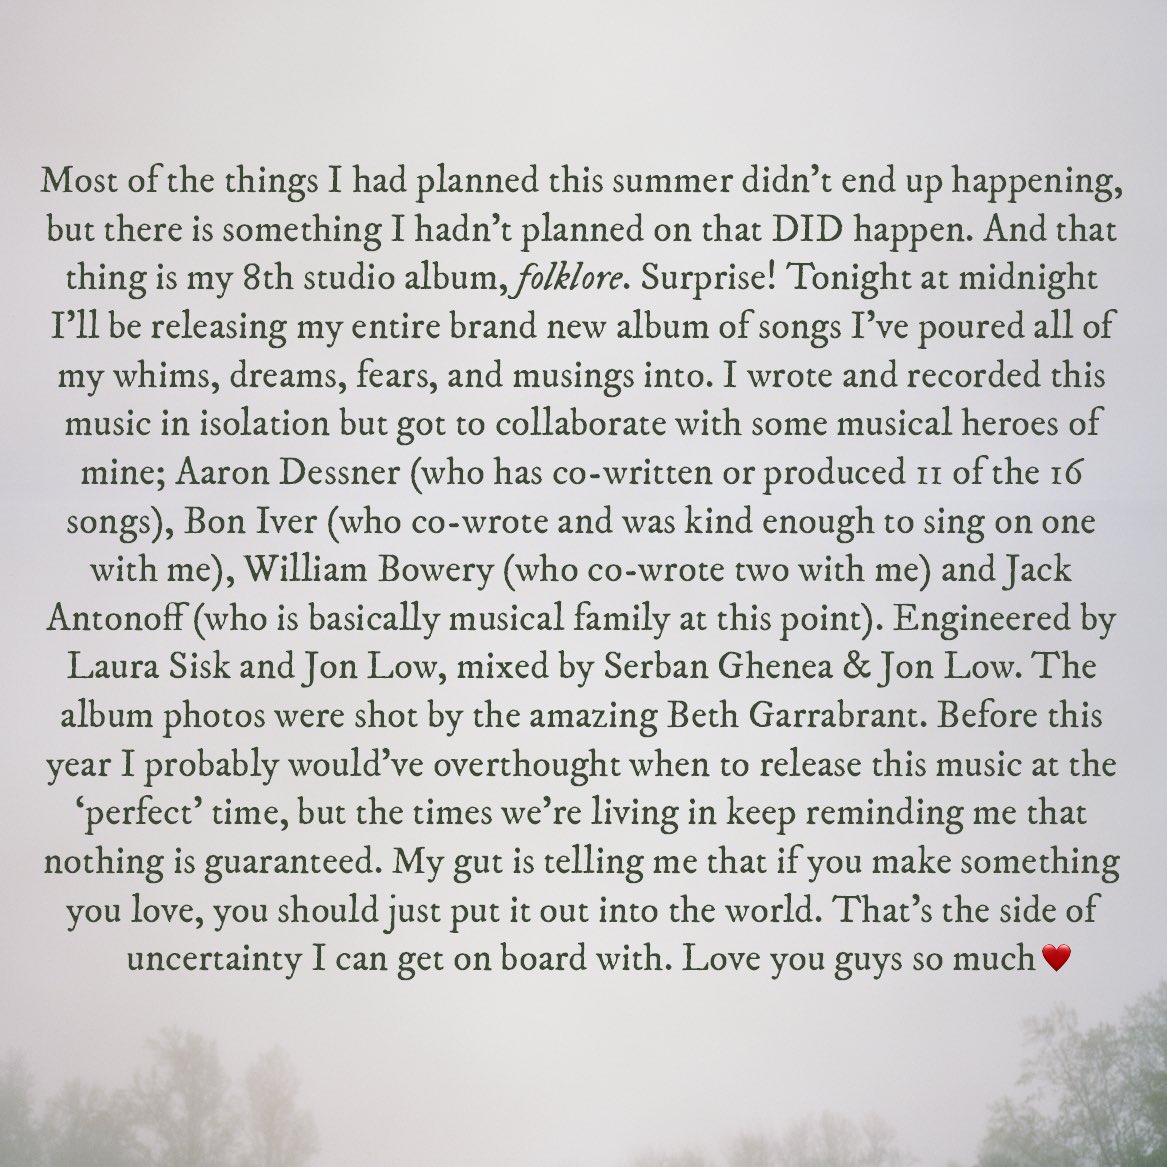 Most of the things I had planned this summer didn’t end up happening,
but there is something I hadn’t planned on that DID happen. And that
thing is my 8th studio album, folklore. Surprise! Tonight at midnight
I’ll be releasing my entire brand new album of songs I’ve poured all of
my whims, dreams, fears, and musings into. I wrote and recorded this
music in isolation but got to collaborate with some musical heroes of
mine; Aaron Dessner (who has co-written or produced 11 of the 16
songs), Bon Iver (who co-wrote and was kind enough to sing on one
with me), William Bowery (who co-wrote two with me) and Jack
Antonoff (who is basically musical family at this point). Engineered by
Laura Sisk and Jon Low, mixed by Serban Ghenea & Jon Low. The
album photos were shot by the amazing Beth Garrabrant. Before this
year I probably would’ve overthought when to release this music at the
‘perfect’ time, but the times we’re living in keep reminding me that
nothing is guaranteed. My gut is telling me that if you make something
you love, you should just put it out into the world. That’s the side of
uncertainty I can get on board with. Love you guys so much♥️